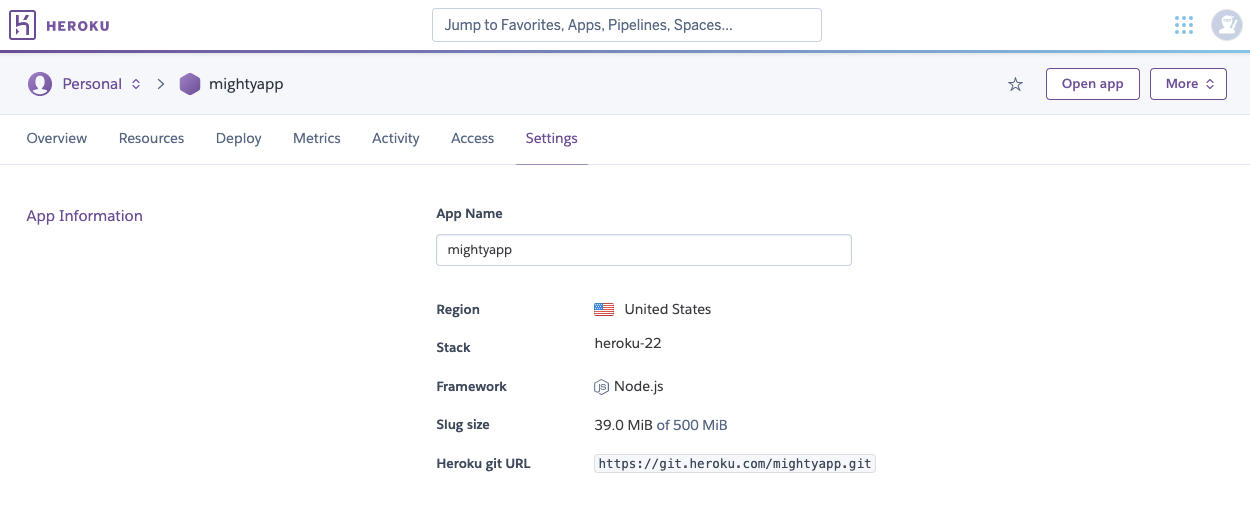 HEROKU
Jump to Favorites, Apps, Pipelines, Spaces...
Personal
mightyapp
Open app
More
Overview Resources Deploy Metrics Activity Access Settings
App Information
App Name
mightyapp
Region United States
Stack heroku-22
Framework JS Node.js
Slug size 39.0 MiB of 500 MiB
Heroku git URL https://git.heroku.com/mightyapp.git